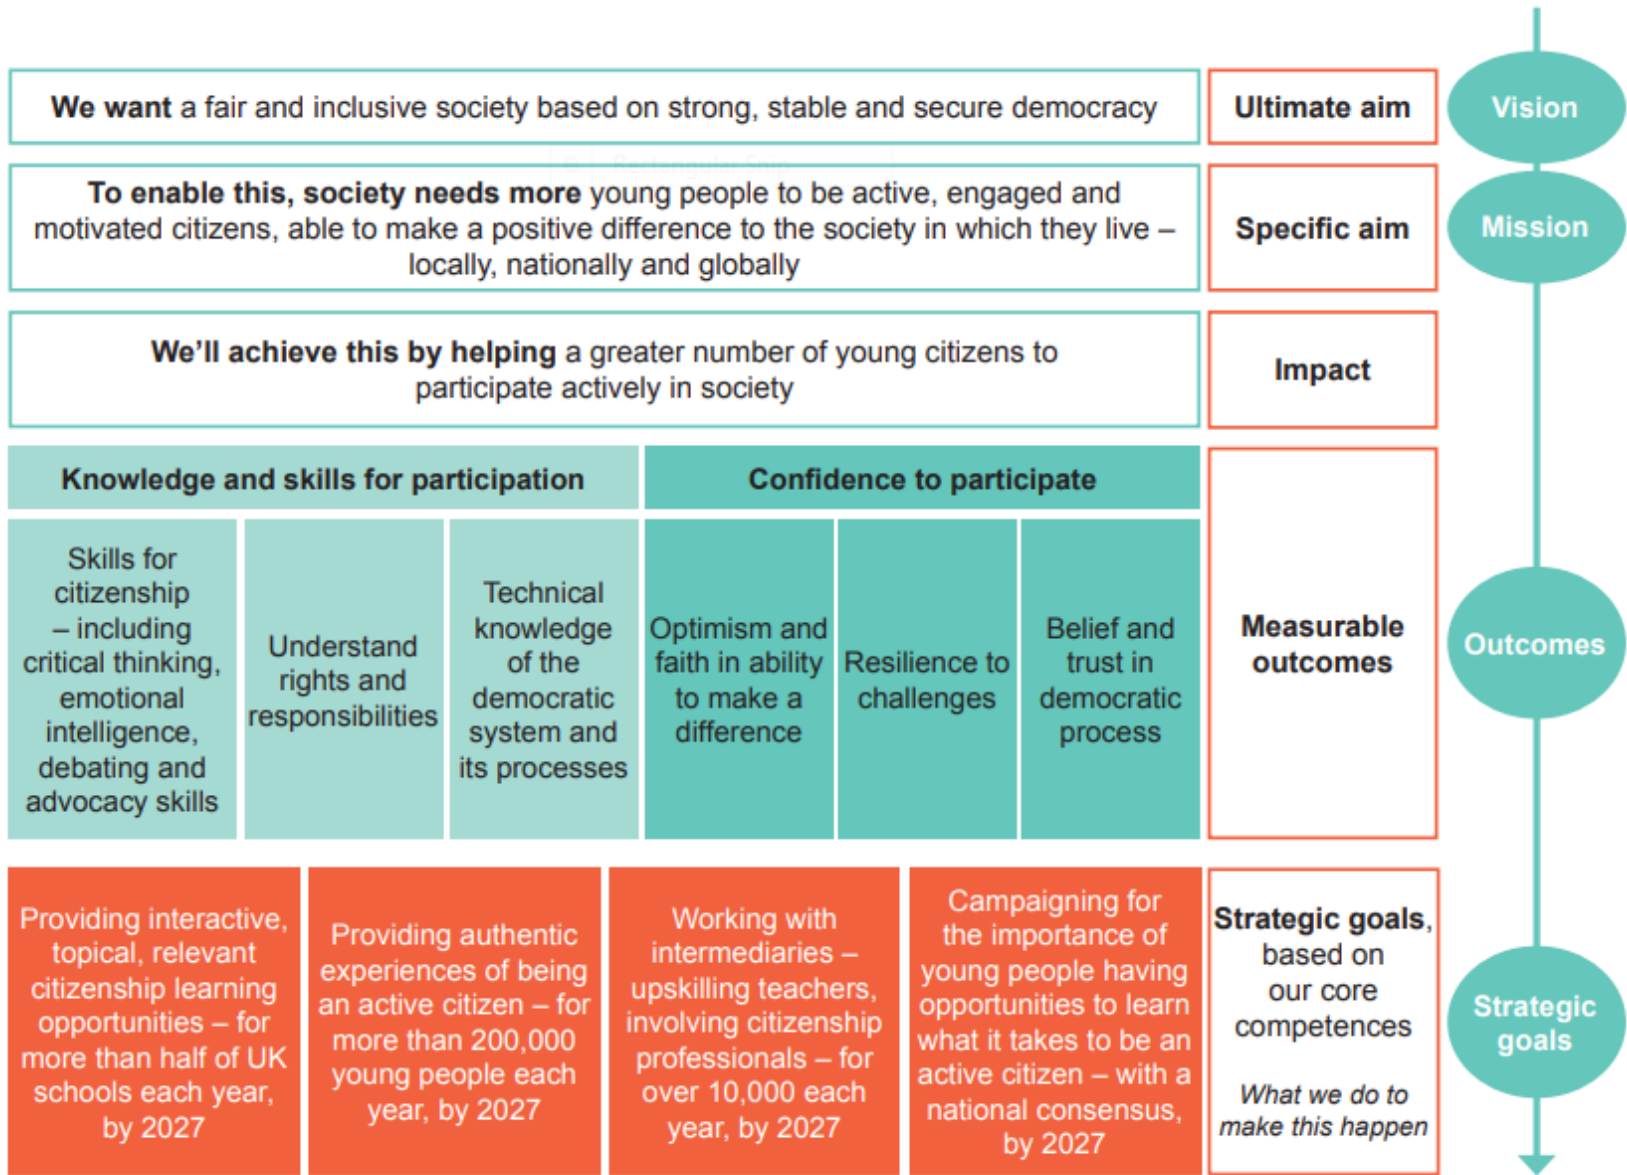 We want a fair and inclusive society based on strong, stable and secure democracy
Ultimate aim
Vision
Rectangular Snip
To enable this, society needs more young people to be active, engaged and
motivated citizens, able to make a positive difference to the society in which they live –
locally, nationally and globally
Specific aim
Mission
We’ll achieve this by helping a greater number of young citizens to
participate actively in society
Impact
Knowledge and skills for participation
Confidence to participate
Skills for
citizenship
– including
critical thinking,
emotional
intelligence,
debating and
advocacy skills
Understand
rights and
responsibilities
Technical
knowledge
of the
democratic
system and
its processes
Optimism and
faith in ability
to make a
difference
Resilience to
challenges
Belief and
trust in
democratic
process
Measurable
outcomes
Outcomes
Providing interactive,
topical, relevant
citizenship learning
opportunities – for
more than half of UK
schools each year,
by 2027
Providing authentic
experiences of being
an active citizen – for
more than 200,000
young people each
year, by 2027
Working with
intermediaries –
upskilling teachers,
involving citizenship
professionals – for
over 10,000 each
year, by 2027
Campaigning for
the importance of
young people having
opportunities to learn
what it takes to be an
active citizen – with a
national consensus,
by 2027
Strategic goals,
based on
our core
competences
What we do to
make this happen
Strategic
goals